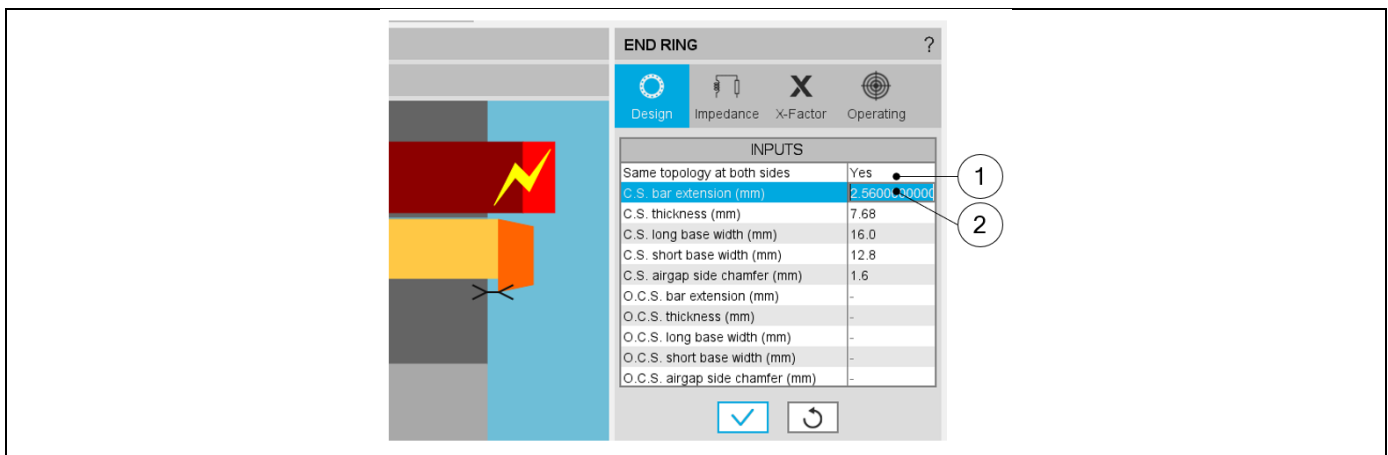 END RING ?
Design Impedance X-Factor Operating
INPUTS
Same topology at both sides Yes
C.S. bar extension (mm) 2.5600000000
C.S. thickness (mm) 7.68
C.S. long base width (mm) 16.0
C.S. short base width (mm) 12.8
C.S. airgap side chamfer (mm) 1.6
O.C.S. bar extension (mm) -
O.C.S. thickness (mm) -
O.C.S. long base width (mm) -
O.C.S. short base width (mm) -
O.C.S. airgap side chamfer (mm) -
1
2